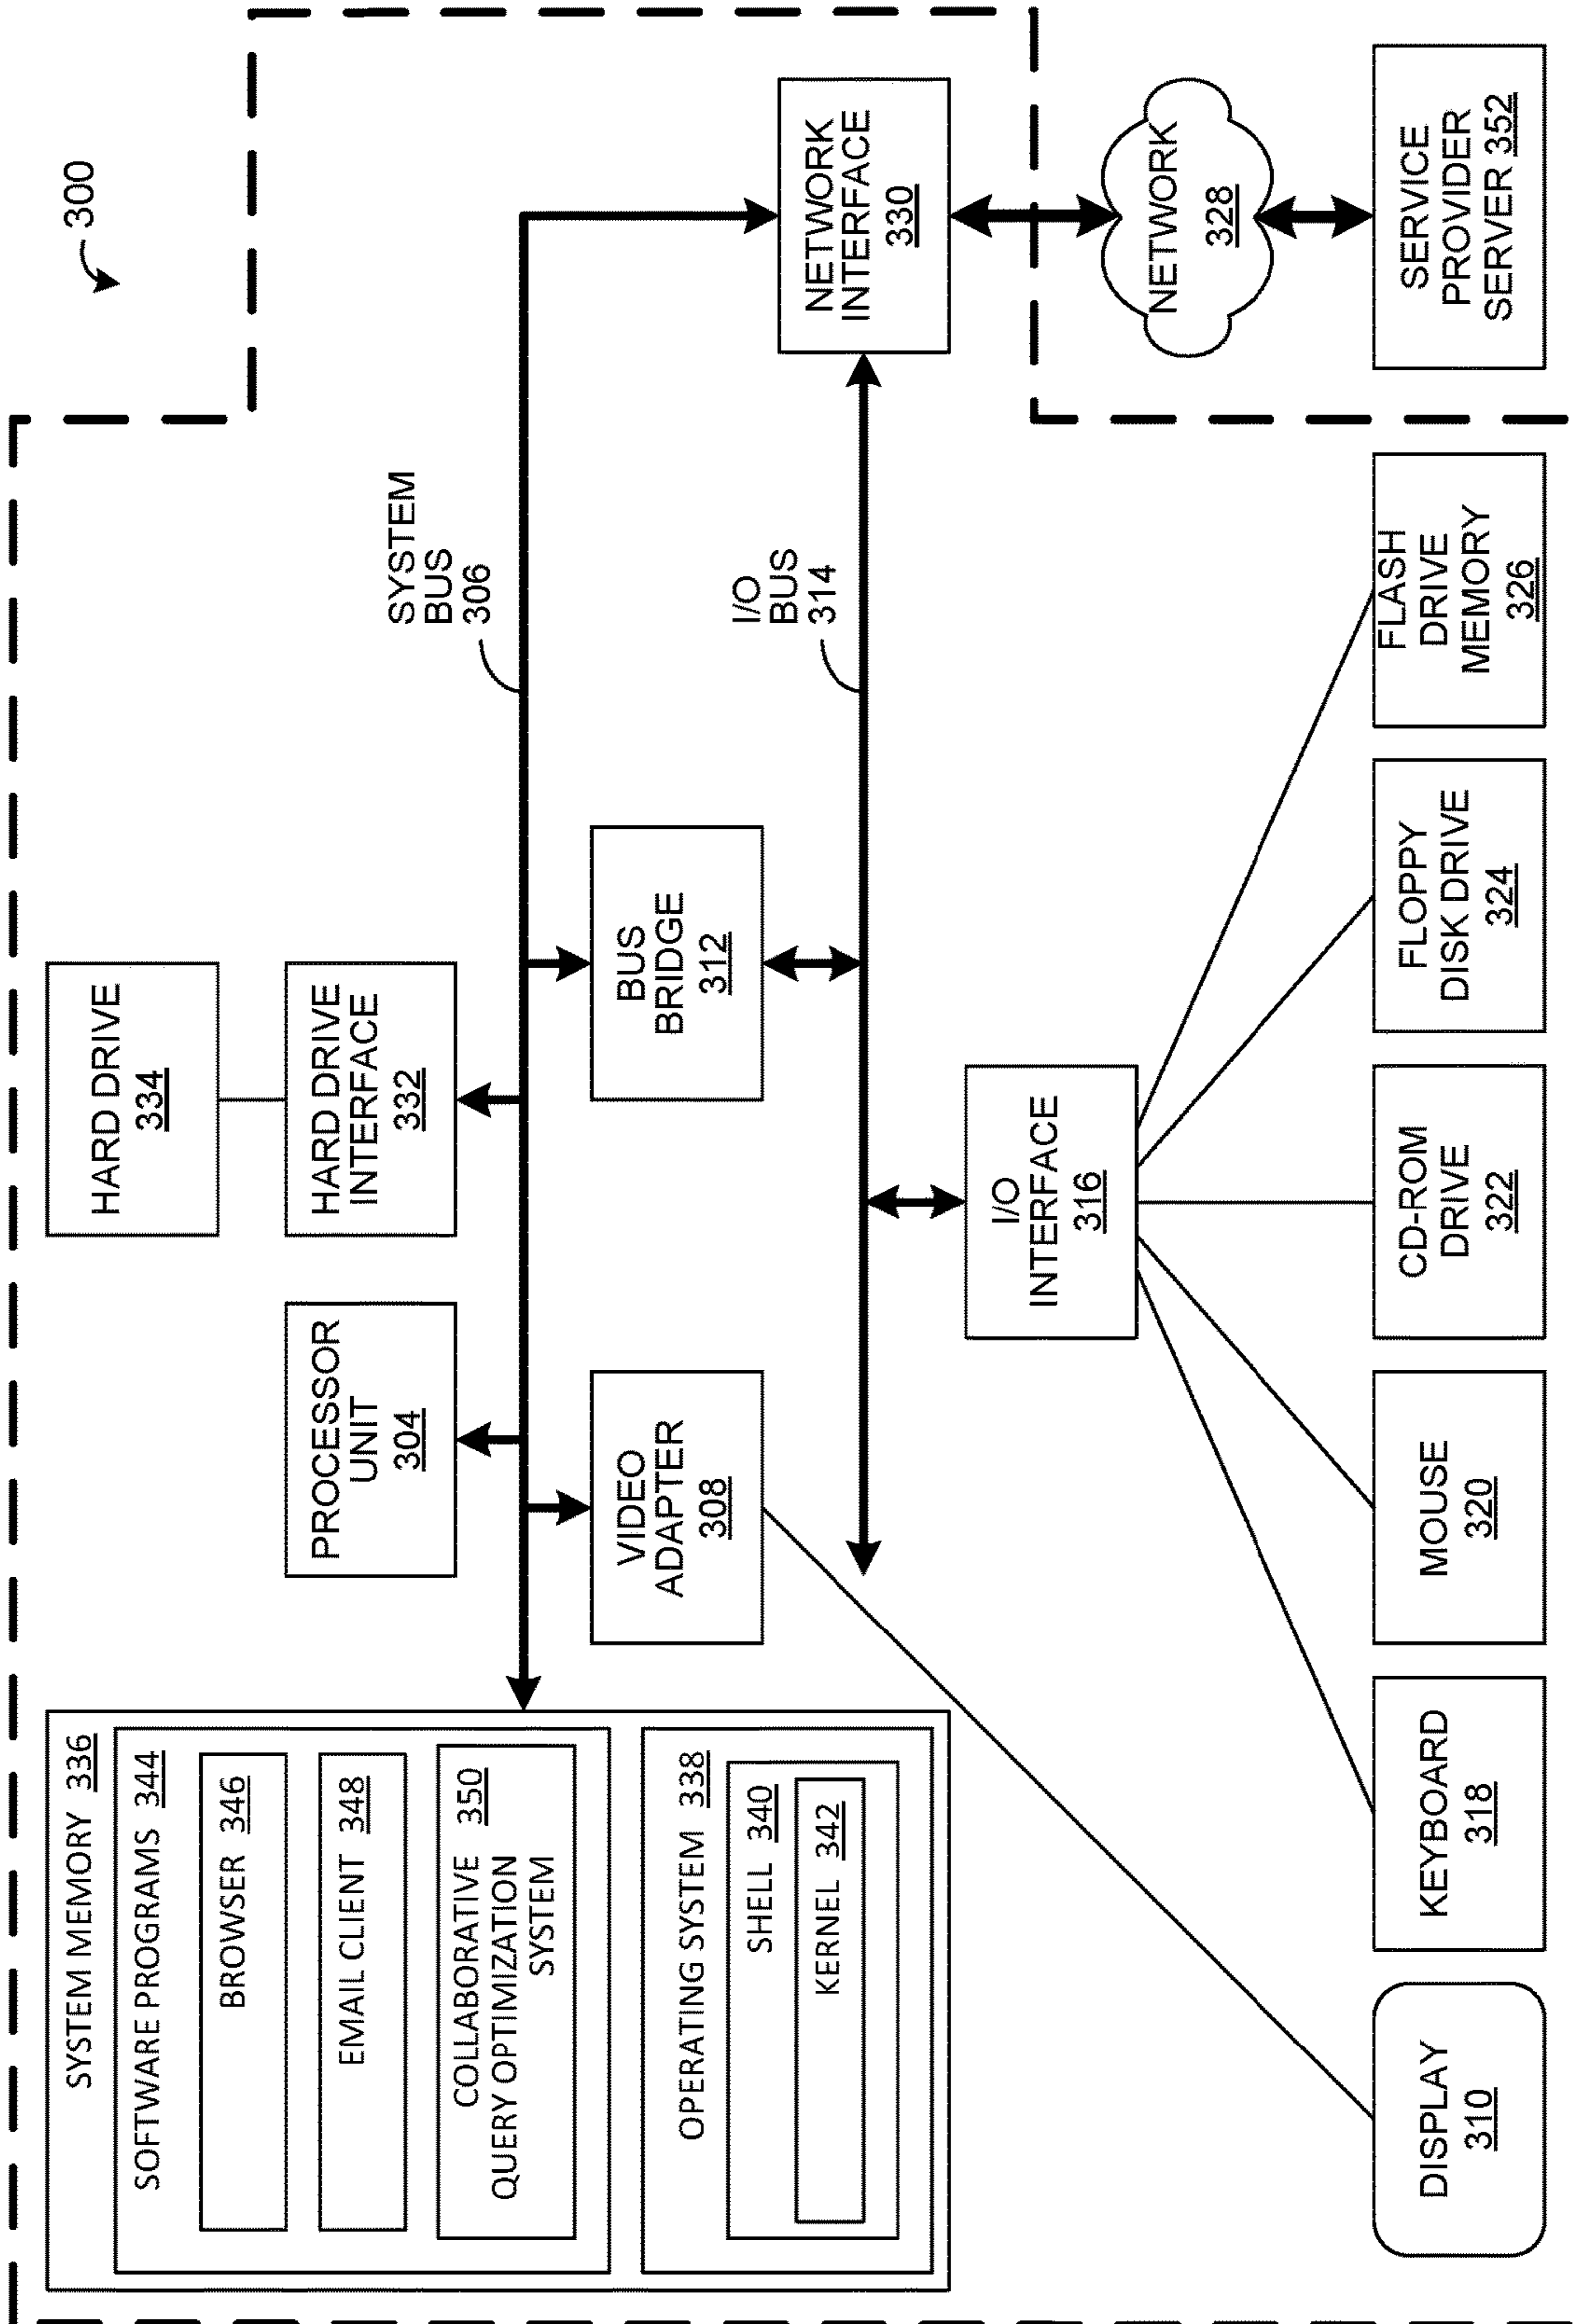 300
SYSTEM MEMORY 336
SOFTWARE PROGRAMS 344
BROWSER 346
EMAIL CLIENT 348
COLLABORATIVE 350
QUERY OPTIMIZATION
SYSTEM
OPERATING SYSTEM 338
SHELL 340
KERNEL 342
HARD DRIVE
334
PROCESSOR
UNIT
304
HARD DRIVE
INTERFACE
332
SYSTEM
BUS
306
VIDEO
ADAPTER
308
BUS
BRIDGE
312
I/O
BUS
314
NETWORK
INTERFACE
330
I/O
INTERFACE
316
NETWORK
328
DISPLAY
310
KEYBOARD
318
MOUSE
320
CD-ROM
DRIVE
322
FLOPPY
DISK DRIVE
324
FLASH
DRIVE
MEMORY
326
SERVICE
PROVIDER
SERVER 352